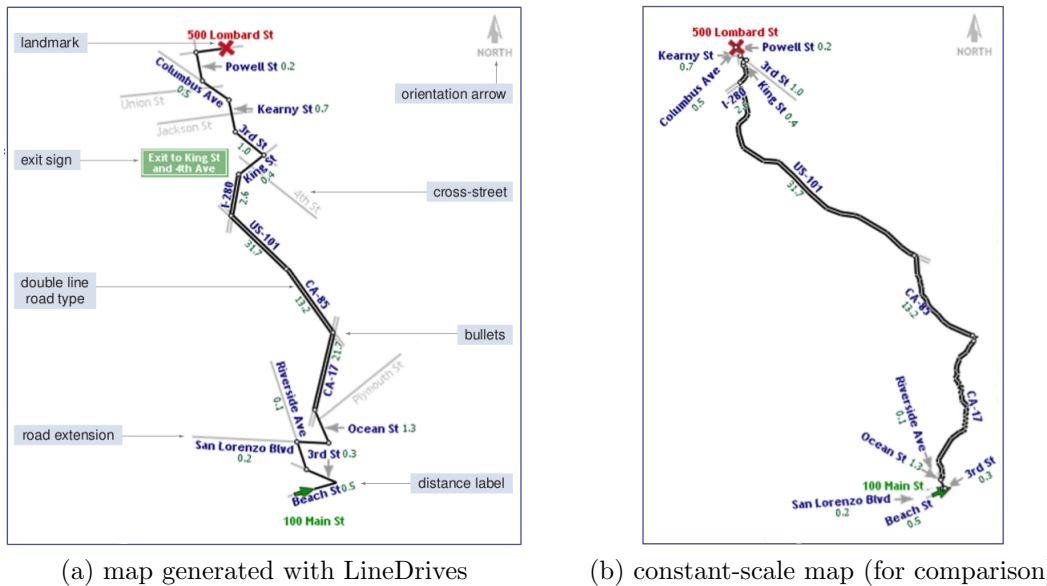 landmark
500 Lombard St
NORTH
Powell St 0.2
Columbus Ave
0.5
orientation arrow
Union St
Kearny St 0.7
Jackson St
3rd St
1.0
exit sign
Exit to King St
and 4th Ave
King St
0.4
cross-street
4th St
I-280
2.6
US-101
31.7
double line
road type
CA-85
13.2
bullets
21.7
CA-17
Plymouth St
Riverside Ave
0.1
Ocean St 1.3
road extension
San Lorenzo Blvd
0.2
3rd St 0.3
distance label
Beach St 0.5
100 Main St
(a) map generated with LineDrives
500 Lombard St
NORTH
Kearny St
0.7
Powell St 0.2
Columbus Ave
0.5
3rd St 1.0
King St 0.4
I-280
US-101
31.7
CA-85
13.2
CA-17
Riverside Ave
0.1
Ocean St 1.3
3rd St
0.3
100 Main St
San Lorenzo Blvd
0.2
Beach St
0.5
(b) constant-scale map (for comparison